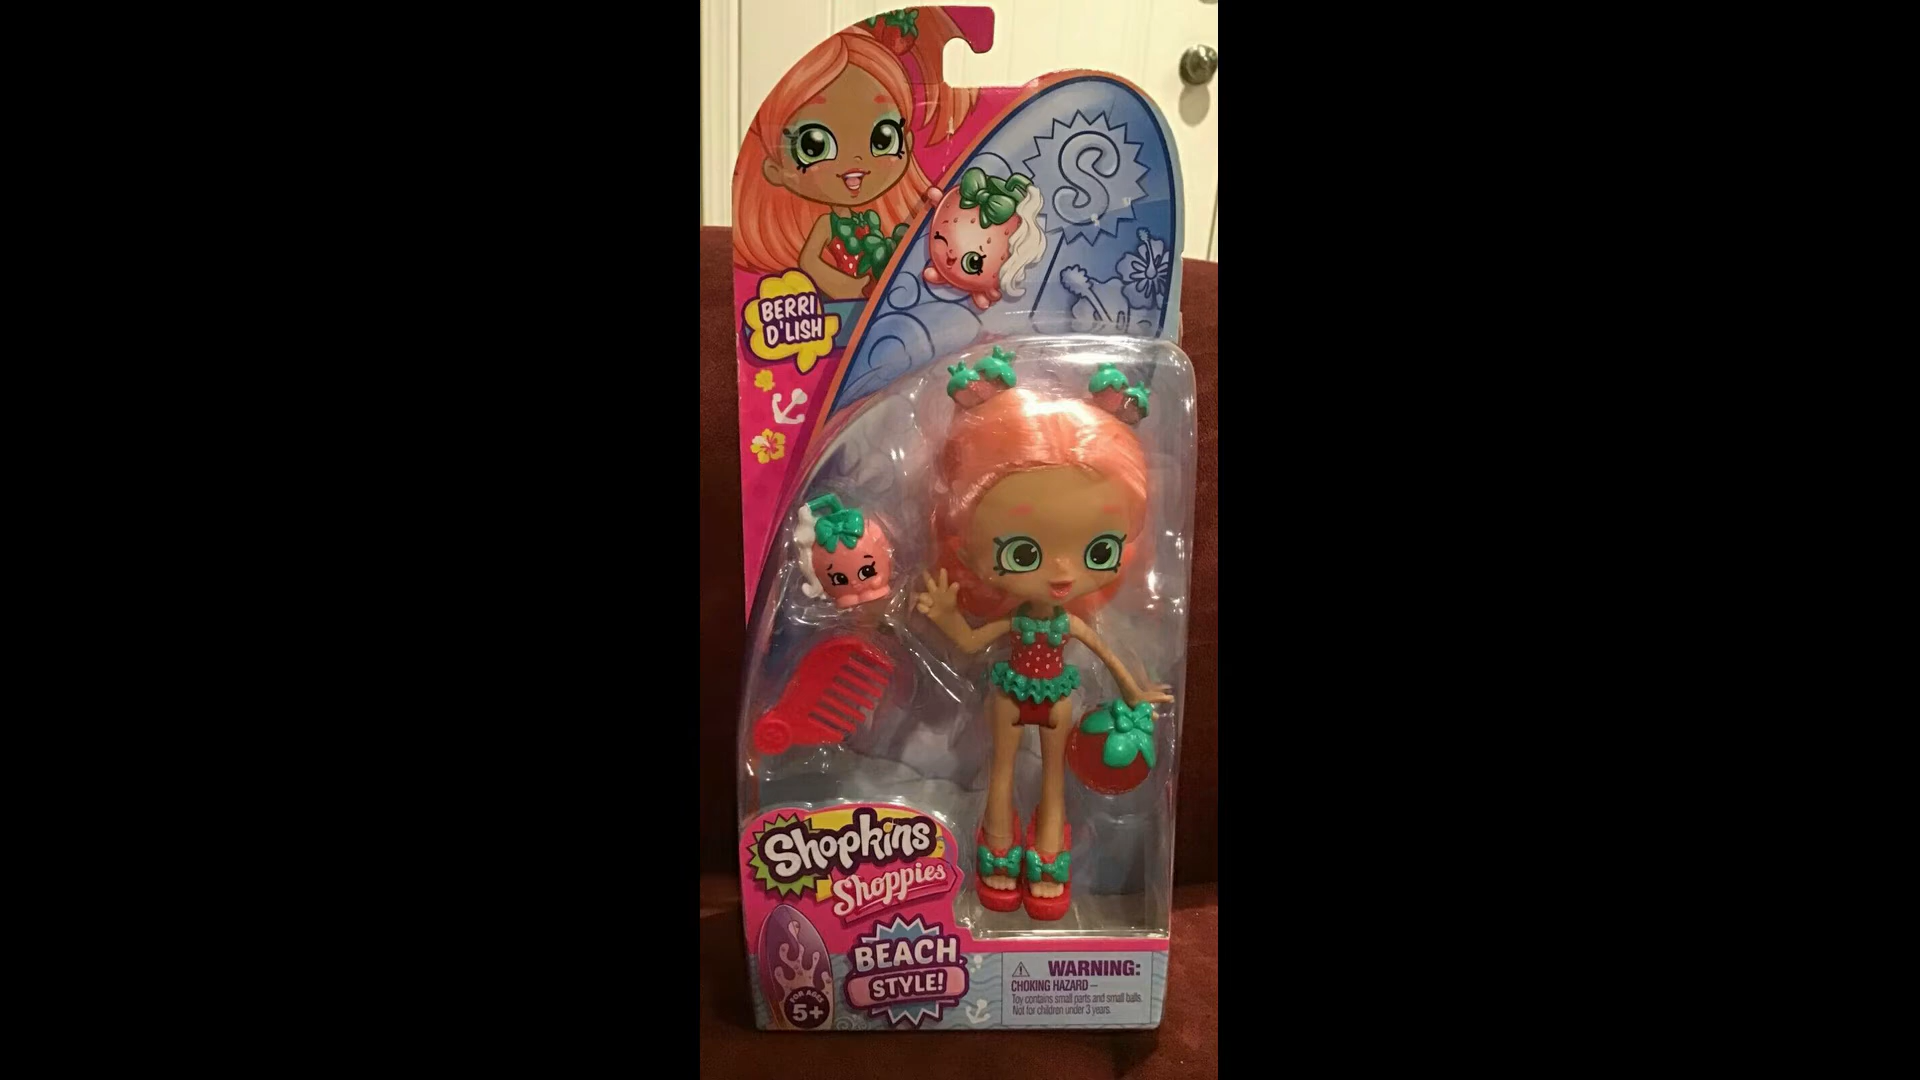 S
BERRI
D'LISH
Shopkins
Shoppies
BEACH
STYLE!
FOR AGES
5+
WARNING:
CHOKING HAZARD –
Toy contains small parts and small balls.
Not for children under 3 years.